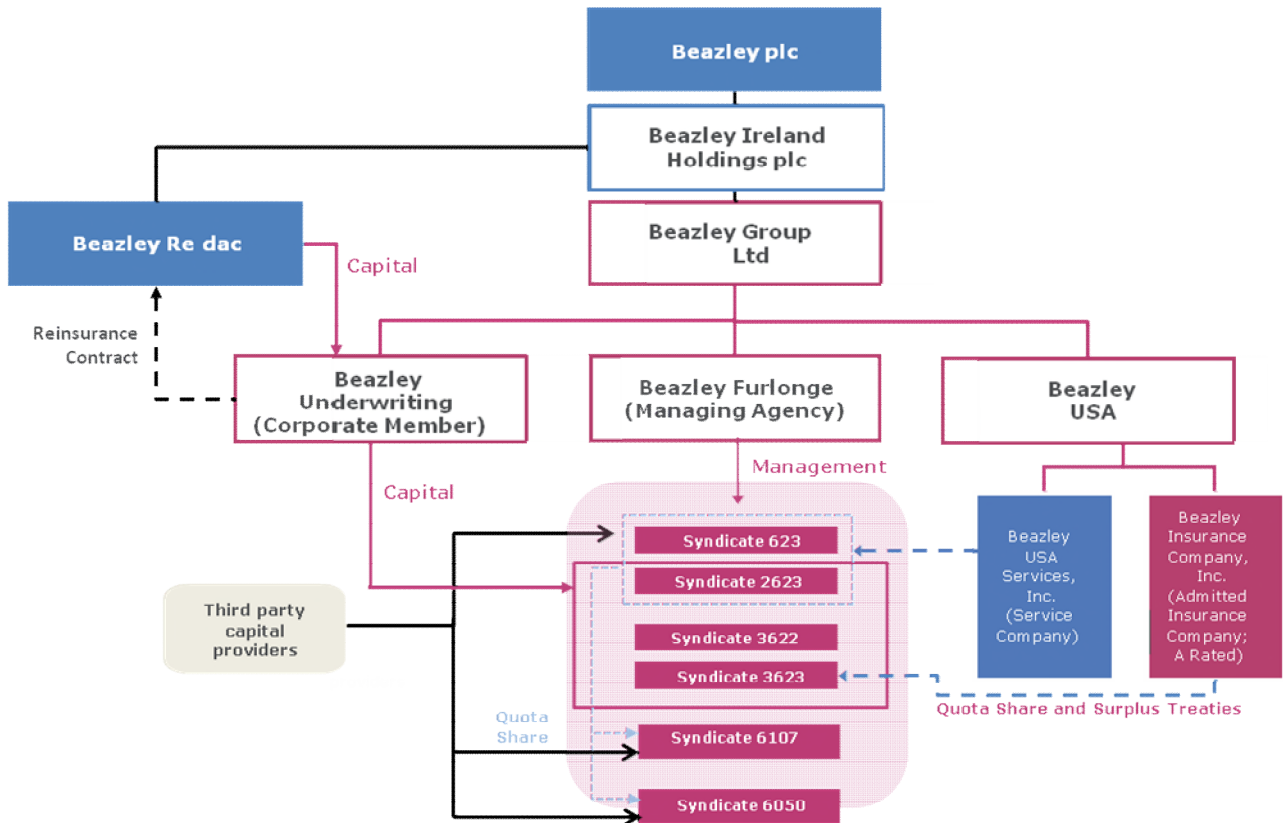 Beazley plc
Beazley Ireland
Holdings plc
Beazley Re dac
Beazley Group
Ltd
Capital
Reinsurance
Contract
Beazley
Underwriting
(Corporate Member)
Beazley Furlonge
(Managing Agency)
Beazley
USA
Management
Capital
Syndicate 623
Syndicate 2623
Syndicate 3622
Syndicate 3623
Syndicate 6107
Syndicate 6050
Third party
capital
providers
Quota
Share
Beazley
USA
Services,
Inc.
(Service
Company)
Beazley
Insurance
Company,
Inc.
(Admitted
Insurance
Company;
A Rated)
Quota Share and Surplus Treaties